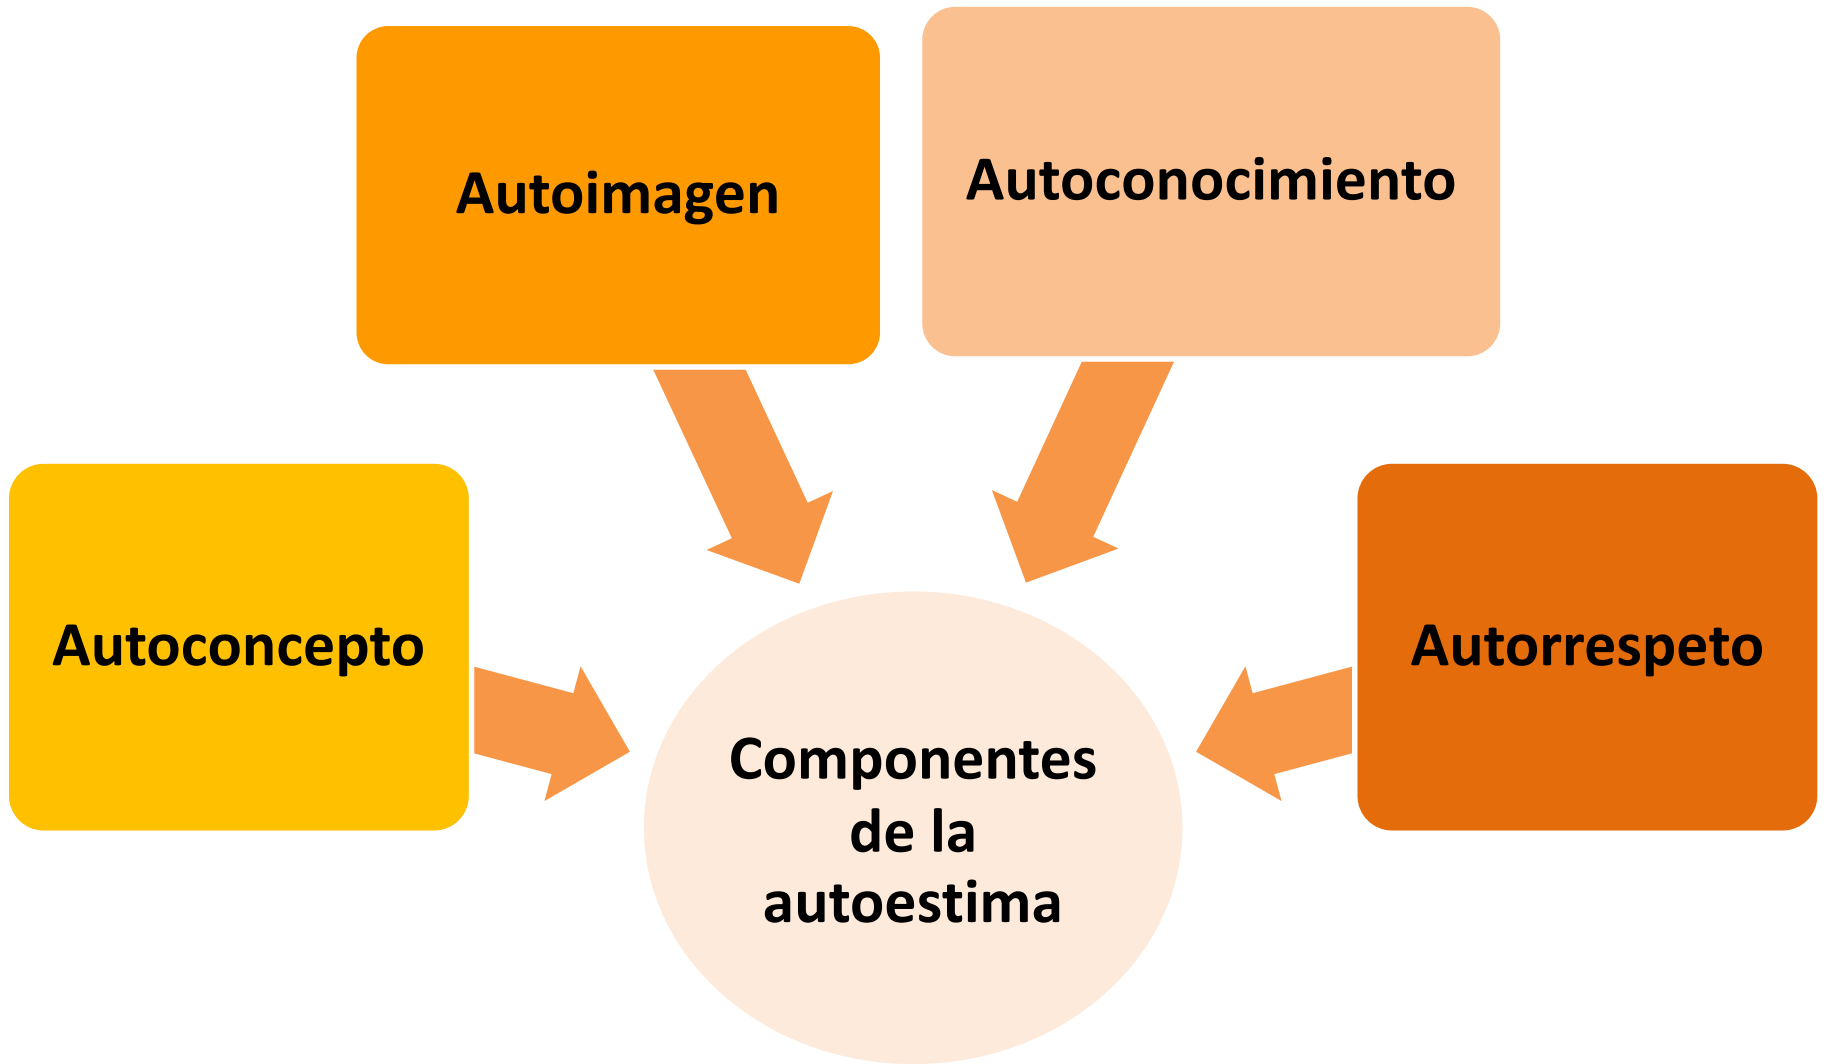 Autoimagen
Autoconocimiento
Autoconcepto
Autorrespeto
Componentes
de la
autoestima